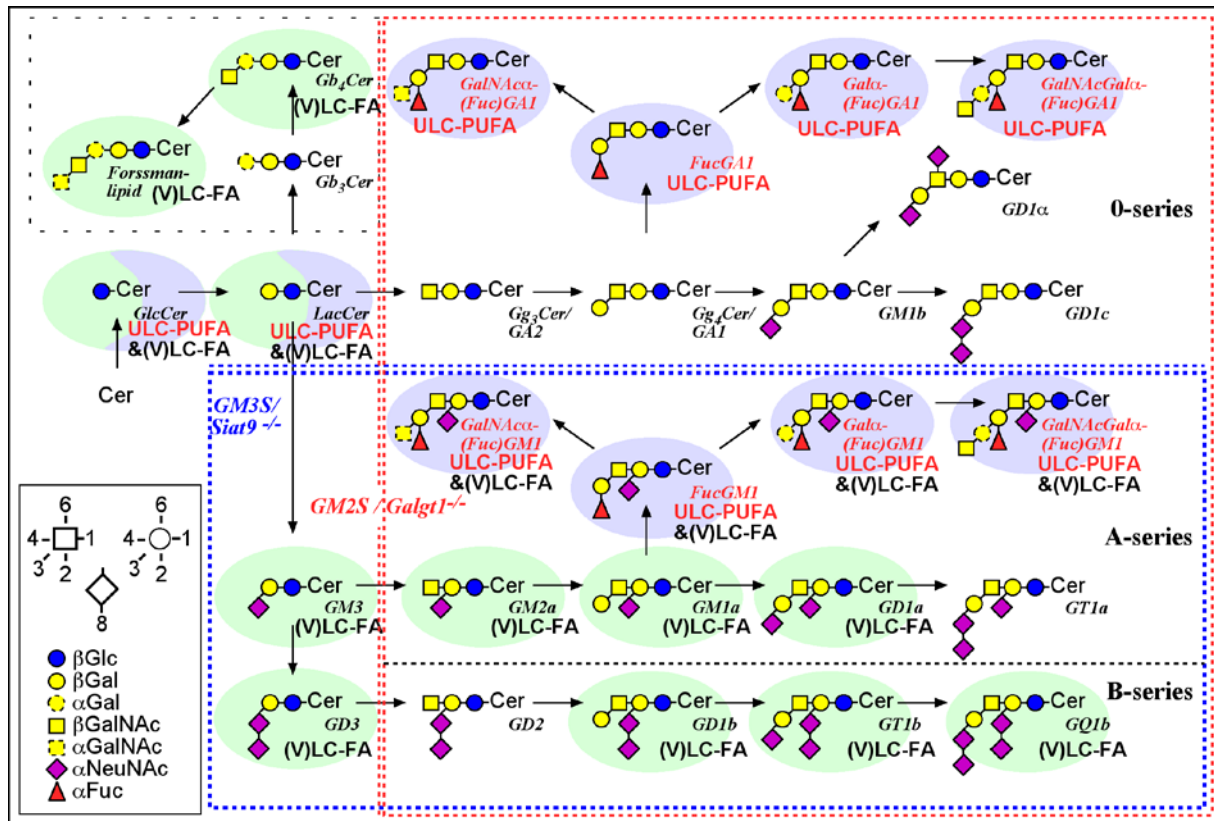 Cer
Gb4Cer
(V)LC-FA
Cer
Forssman-
lipid (V)LC-FA
Cer
Gb3Cer
Cer
GalNAcα-
(Fuc)GA1
ULC-PUFA
Cer
FucGA1
ULC-PUFA
Cer
Galα-
(Fuc)GA1
ULC-PUFA
Cer
GalNAcGalα-
(Fuc)GA1
ULC-PUFA
Cer
GD1α
0-series
Cer
GlcCer
ULC-PUFA
&(V)LC-FA
Cer
Cer
LacCer
ULC-PUFA
&(V)LC-FA
Cer
Gg3Cer/
GA2
Cer
Gg4Cer/
GA1
Cer
GM1b
Cer
GD1c
GM3S/
Siat9 -/-
GM2S / Galgt1-/-
Cer
GalNAcα-
(Fuc)GM1
ULC-PUFA
&(V)LC-FA
Cer
FucGM1
ULC-PUFA
&(V)LC-FA
Cer
Galα-
(Fuc)GM1
ULC-PUFA
&(V)LC-FA
Cer
GalNAcGalα-
(Fuc)GM1
ULC-PUFA
&(V)LC-FA
A-series
Cer
GM3
(V)LC-FA
Cer
GM2a
(V)LC-FA
Cer
GM1a
(V)LC-FA
Cer
GD1a
(V)LC-FA
Cer
GT1a
B-series
Cer
GD3
(V)LC-FA
Cer
GD2
Cer
GD1b
(V)LC-FA
Cer
GT1b
(V)LC-FA
Cer
GQ1b
(V)LC-FA
6
4 1
3 2
6
4 1
3 2
8
βGlc
βGal
αGal
βGalNAc
αGalNAc
αNeuNAc
αFuc